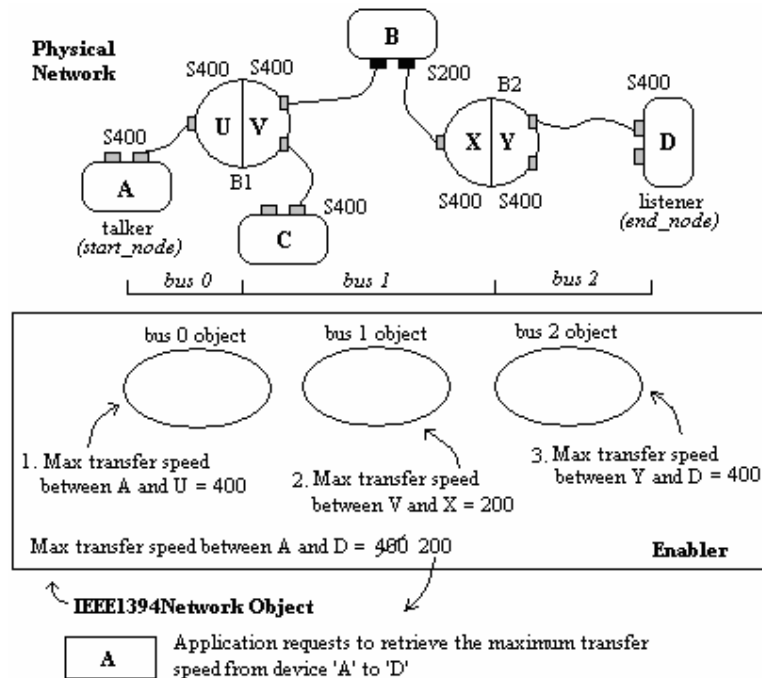 Physical
Network
B
S400 S400
S200
B2
S400
S400
U V
X Y
D
A
B1
S400
S400 S400
C
talker
(start_node)
listener
(end_node)
bus 0 bus 1 bus 2
bus 0 object bus 1 object bus 2 object
1. Max transfer speed
between A and U = 400
2. Max transfer speed
between V and X = 200
3. Max transfer speed
between Y and D = 400
Max transfer speed between A and D = 400 200
Enabler
IEEE1394Network Object
A
Application requests to retrieve the maximum transfer
speed from device 'A' to 'D'